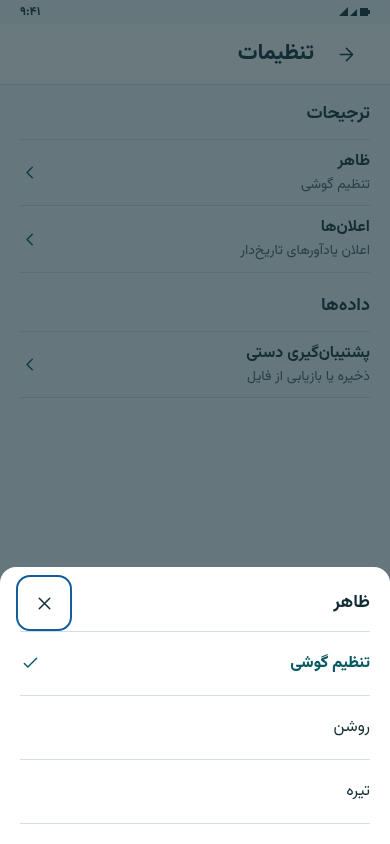 ۹:۴۱
تنظیمات
ترجیحات
ظاهر
تنظیم گوشی
اعلان‌ها
اعلان یادآورهای تاریخ‌دار
داده‌ها
پشتیبان‌گیری دستی
ذخیره یا بازیابی از فایل
ظاهر
تنظیم گوشی
روشن
تیره